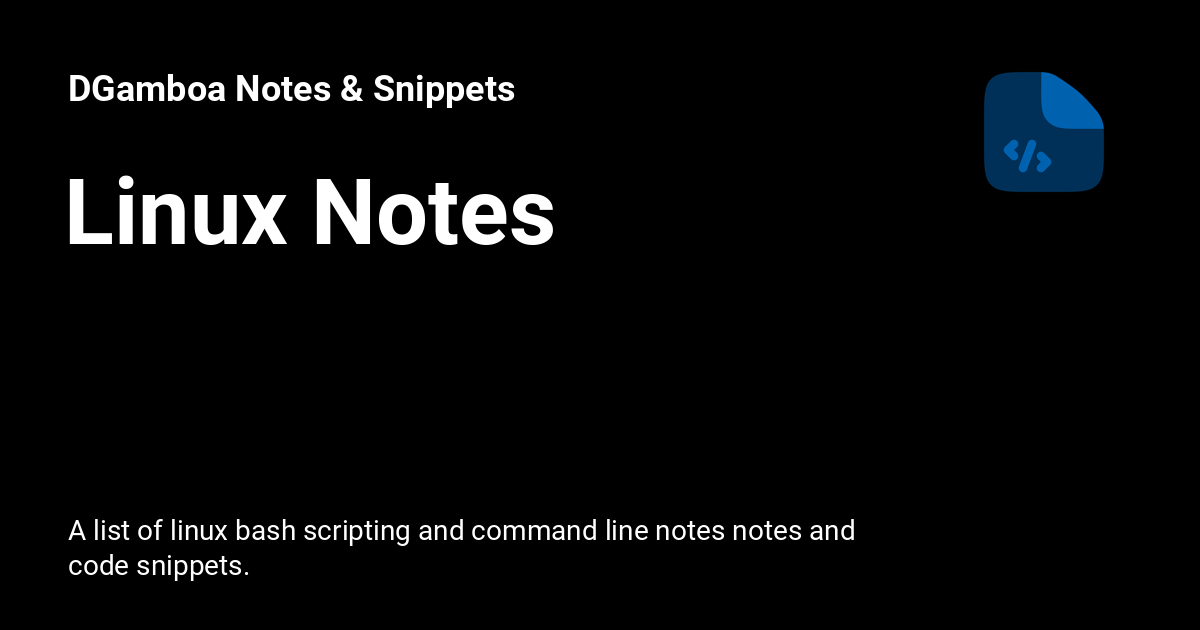 DGamboa Notes & Snippets
Linux Notes
</>
A list of linux bash scripting and command line notes notes and
code snippets.